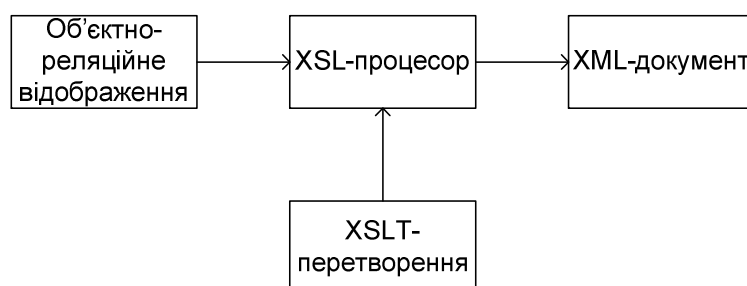 Об’єктно-
реляційне
відображення
XSL-процесор
XML-документ
XSLT-
перетворення